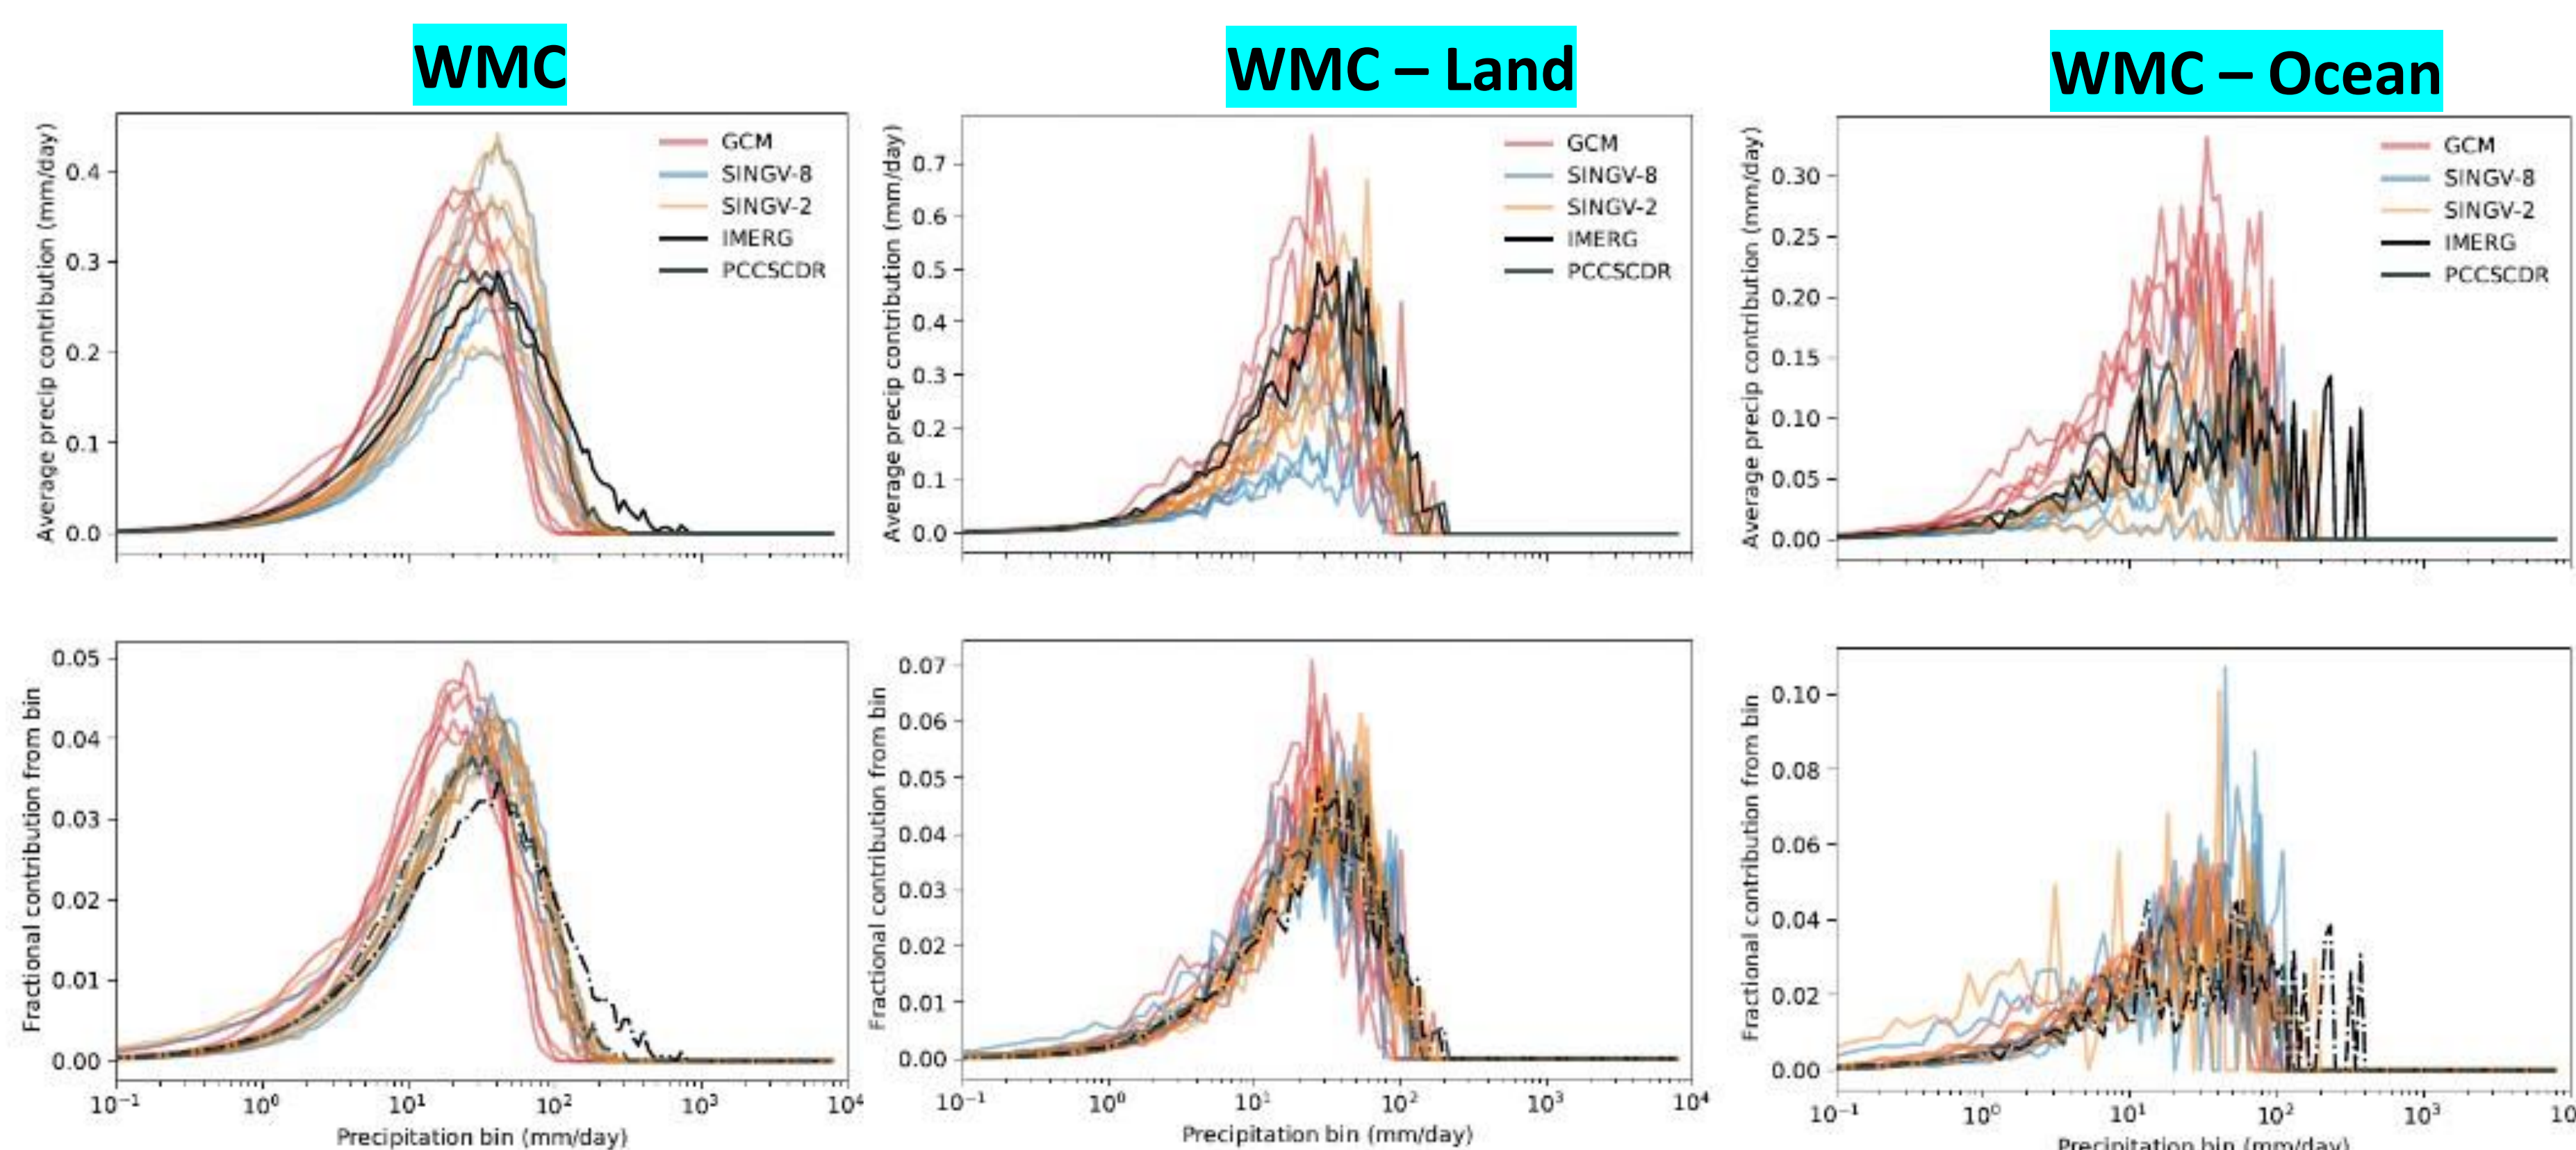 WMC
WMC – Land
WMC – Ocean
Average precip contribution (mm/day)
0.4
0.3
0.2
0.1
0.0
GCM
SINGV-8
SINGV-2
IMERG
PCCSCDR
Average precip contribution (mm/day)
0.7
0.6
0.5
0.4
0.3
0.2
0.1
0.0
GCM
SINGV-8
SINGV-2
IMERG
PCCSCDR
Average precip contribution (mm/day)
0.30
0.25
0.20
0.15
0.10
0.05
0.00
GCM
SINGV-8
SINGV-2
IMERG
PCCSCDR
Fractional contribution from bin
0.05
0.04
0.03
0.02
0.01
0.00
10⁻¹ 10⁰ 10¹ 10² 10³ 10⁴
Precipitation bin (mm/day)
Fractional contribution from bin
0.07
0.06
0.05
0.04
0.03
0.02
0.01
0.00
10⁻¹ 10⁰ 10¹ 10² 10³ 10⁴
Precipitation bin (mm/day)
Fractional contribution from bin
0.10
0.08
0.06
0.04
0.02
0.00
10⁻¹ 10⁰ 10¹ 10² 10³ 10
Precipitation bin (mm/day)